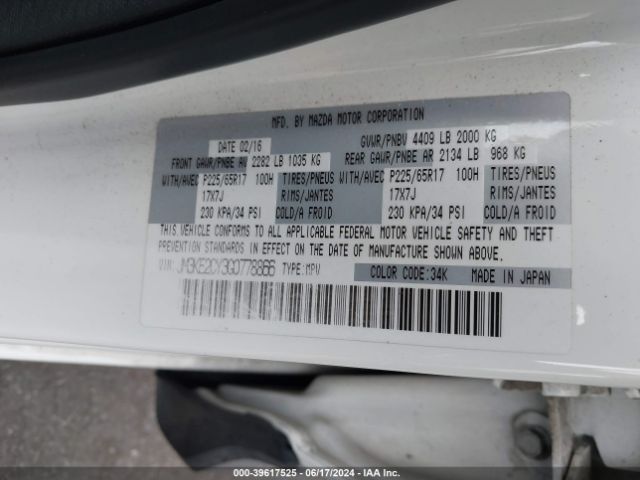 MFD. BY MAZDA MOTOR CORPORATION
DATE 02/16 GVWR/PNBV 4409 LB 2000 KG
FRONT GAWR/PNBE AV 2282 LB 1035 KG REAR GAWR/PNBE AR 2134 LB 968 KG
WITH/AVEC P225/65R17 100H TIRES/PNEUS WITH/AVEC P225/65R17 100H TIRES/PNEUS
17X7J RIMS/JANTES 17X7J RIMS/JANTES
230 KPA/34 PSI COLD/A FROID 230 KPA/34 PSI COLD/A FROID
THIS VEHICLE CONFORMS TO ALL APPLICABLE FEDERAL MOTOR VEHICLE SAFETY AND THEFT
PREVENTION STANDARDS IN EFFECT ON THE DATE OF MANUFACTURE SHOWN ABOVE.
VIN: JM3KE2CY3G0778866 TYPE: MPV COLOR CODE: 34K MADE IN JAPAN
000-39617525 - 06/17/2024 - IAA Inc.